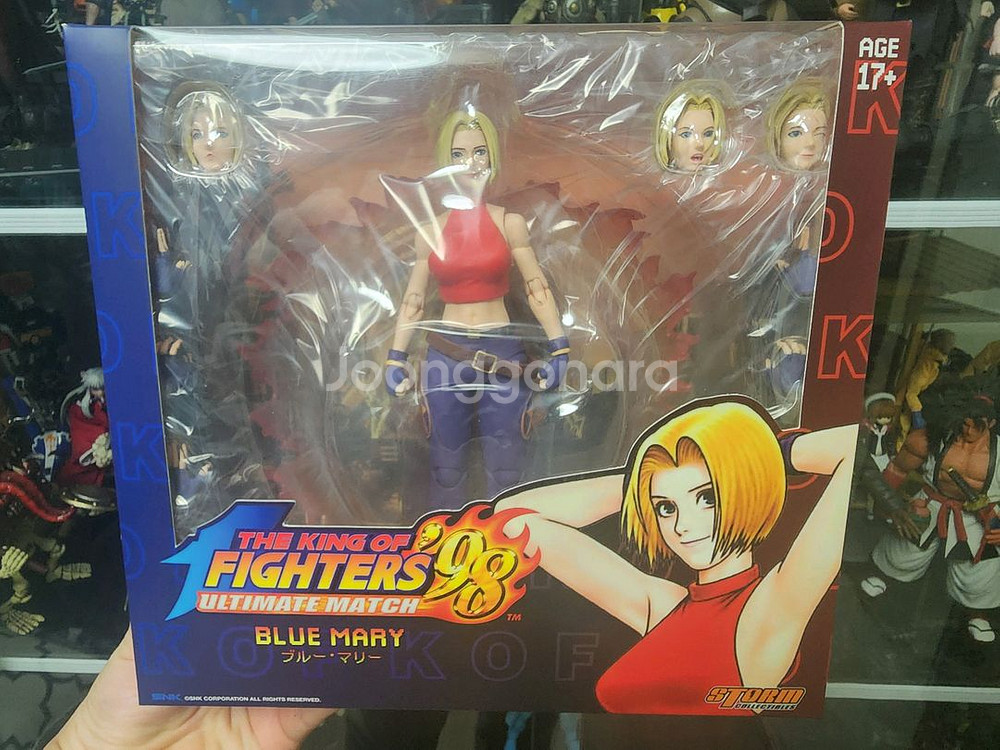 AGE
17+
Joonggonara
THE KING OF
FIGHTERS '98
ULTIMATE MATCH
TM
BLUE MARY
ブルー・マリー
K O F K O F
SNK ©SNK CORPORATION ALL RIGHTS RESERVED.
STORM
COLLECTIBLES